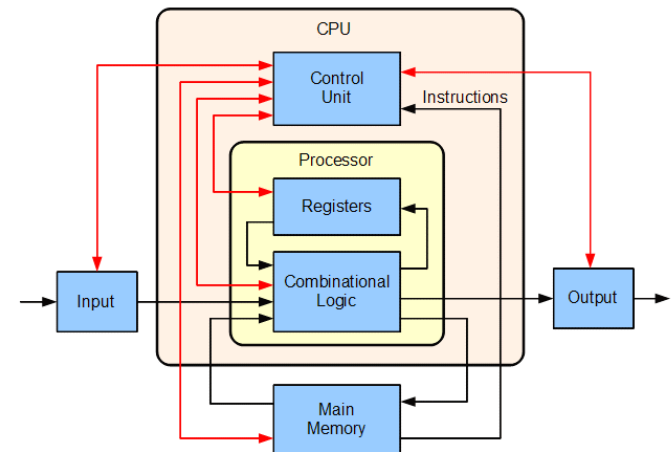 CPU
Control
Unit
Instructions
Processor
Registers
Combinational
Logic
Input
Output
Main
Memory